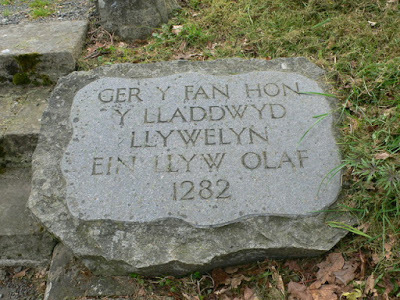 GER Y FAN HON
Y LLADDWYD
LLYWELYN
EIN LLYW OLAF
1282